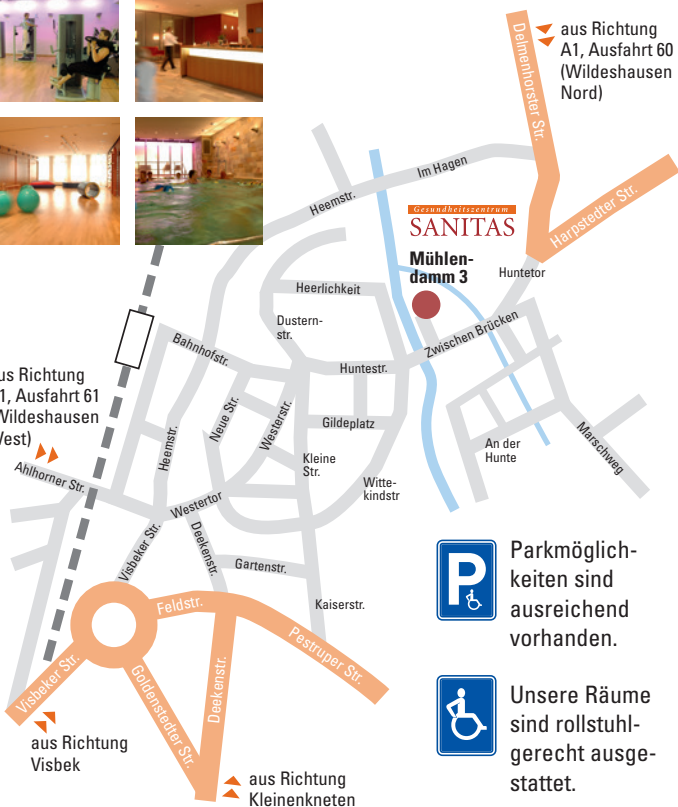 aus Richtung
A1, Ausfahrt 60
(Wildeshausen
Nord)
Delmenhorster Str.
Im Hagen
Heemstr.
Harpstedter Str.
Gesundheitszentrum
SANITAS
Mühlen-
damm 3
Huntetor
Heerlichkeit
Dustern-
str.
Zwischen Brücken
Bahnhofstr.
Huntestr.
us Richtung
1, Ausfahrt 61
Wildeshausen
West)
Neue Str.
Westerstr.
Gildeplatz
Heemstr.
Kleine
Str.
An der
Hunte
Marschweg
Ahlhorner Str.
Witte-
kindstr
Westertor
Visbeker Str.
Deekenstr.
Gartenstr.
Feldstr.
Kaiserstr.
Pestruper Str.
Visbeker Str.
Goldenstedter Str.
Deekenstr.
aus Richtung
Visbek
aus Richtung
Kleinenkneten
P
Parkmöglich-
keiten sind
ausreichend
vorhanden.
Unsere Räume
sind rollstuhl-
gerecht ausge-
stattet.